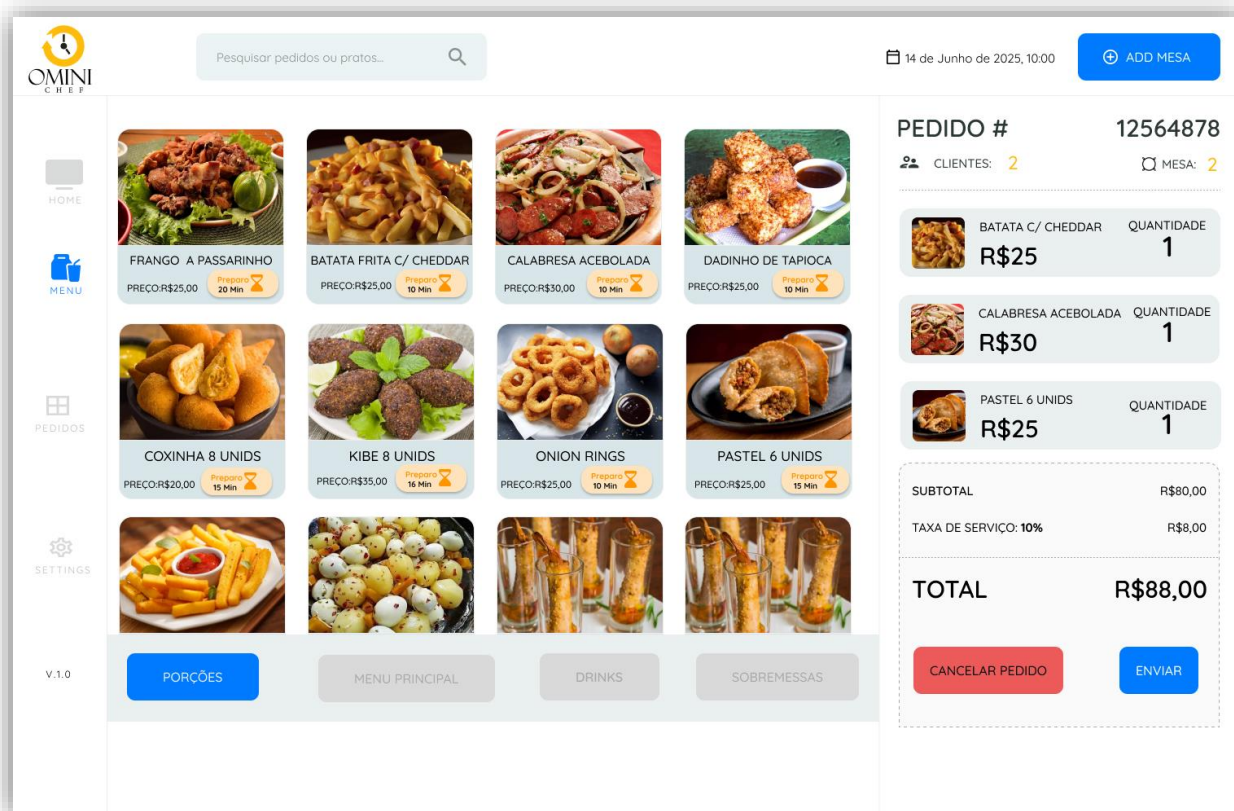 OMINI
CHEF
Pesquisar pedidos ou pratos...
14 de Junho de 2025, 10:00
ADD MESA
HOME
MENU
PEDIDOS
SETTINGS
V.1.0
FRANGO A PASSARINHO
PREÇO:R$25,00
Preparo
20 Min
BATATA FRITA C/ CHEDDAR
PREÇO:R$25,00
Preparo
10 Min
CALABRESA ACEBOLADA
PREÇO:R$30,00
Preparo
10 Min
DADINHO DE TAPIOCA
PREÇO:R$25,00
Preparo
10 Min
COXINHA 8 UNIDS
PREÇO:R$20,00
Preparo
15 Min
KIBE 8 UNIDS
PREÇO:R$35,00
Preparo
16 Min
ONION RINGS
PREÇO:R$25,00
Preparo
10 Min
PASTEL 6 UNIDS
PREÇO:R$25,00
Preparo
15 Min
PORÇÕES
MENU PRINCIPAL
DRINKS
SOBREMESSAS
PEDIDO # 12564878
CLIENTES: 2 MESA: 2
BATATA C/ CHEDDAR QUANTIDADE
R$25 1
CALABRESA ACEBOLADA QUANTIDADE
R$30 1
PASTEL 6 UNIDS QUANTIDADE
R$25 1
SUBTOTAL R$80,00
TAXA DE SERVIÇO: 10% R$8,00
TOTAL R$88,00
CANCELAR PEDIDO ENVIAR